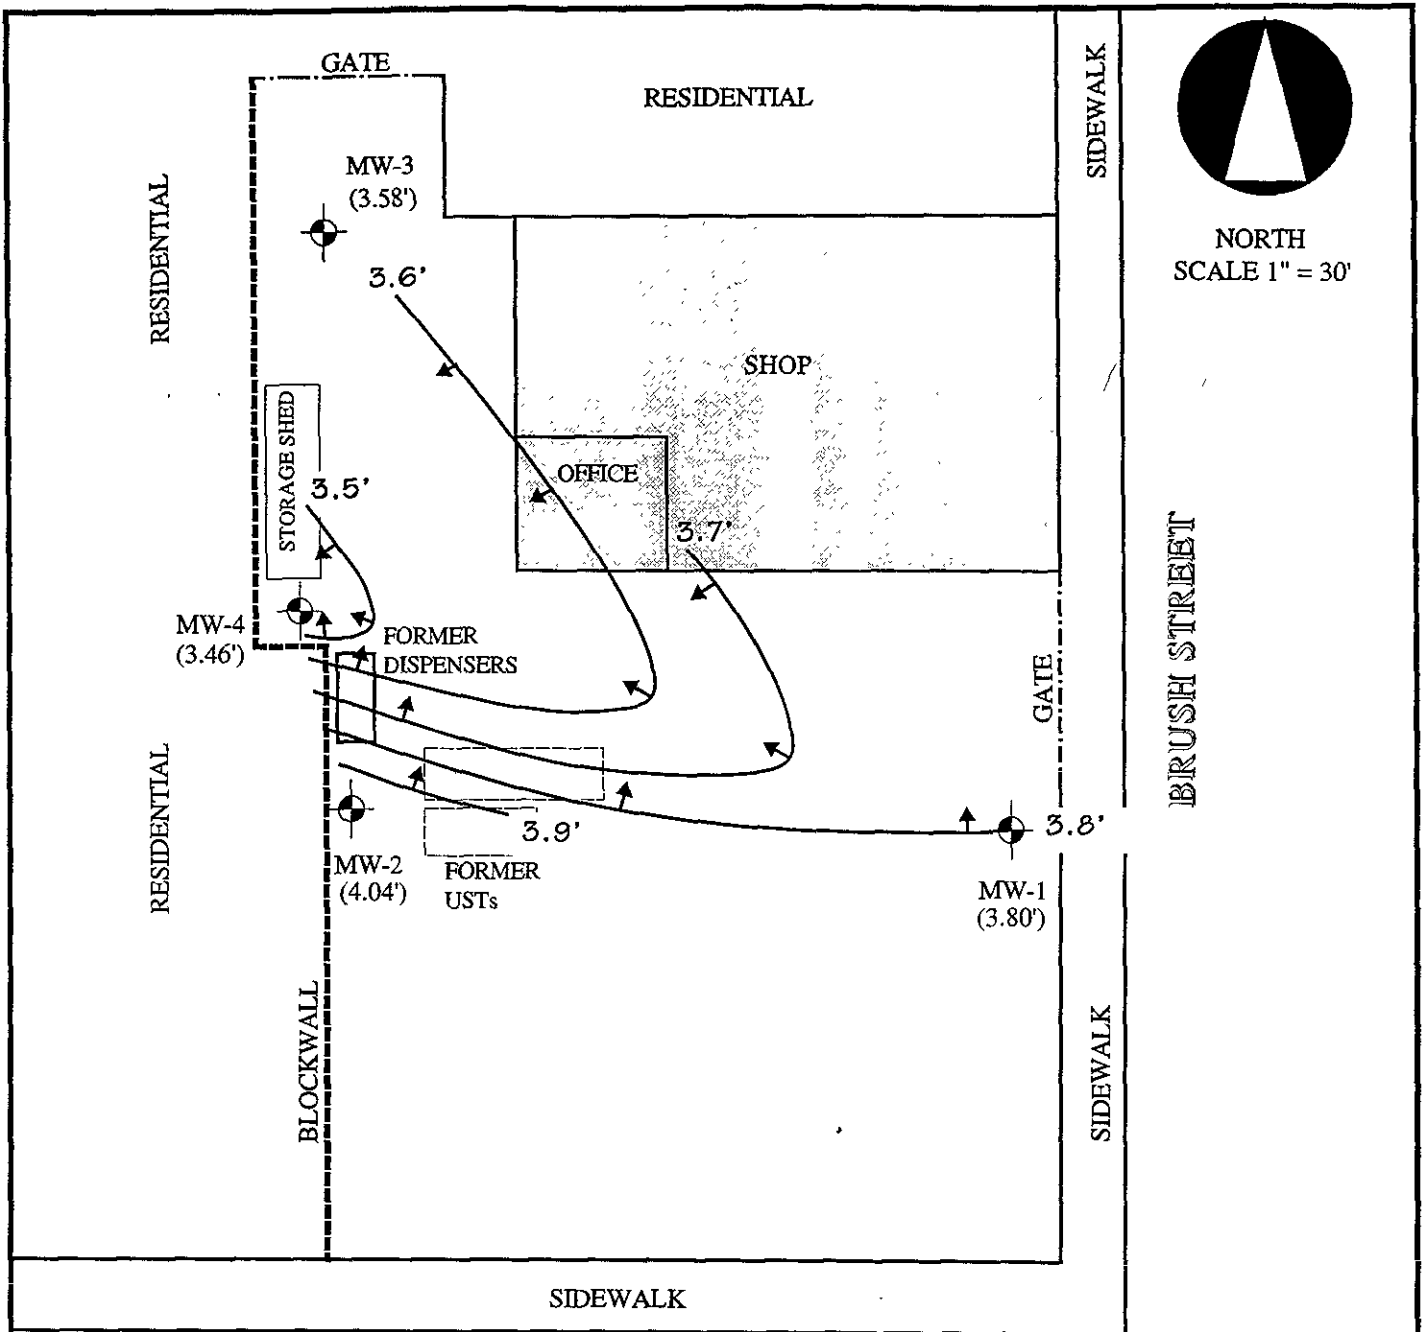 GATE
RESIDENTIAL
SIDEWALK
MW-3
(3.58')
RESIDENTIAL
NORTH
SCALE 1" = 30'
3.6'
SHOP
STORAGE SHED
OFFICE
3.5'
3.7'
BRUSH STREET
MW-4
(3.46')
FORMER
DISPENSERS
GATE
RESIDENTIAL
3.9'
3.8'
MW-2
(4.04')
FORMER
USTs
MW-1
(3.80')
BLOCKWALL
SIDEWALK
SIDEWALK